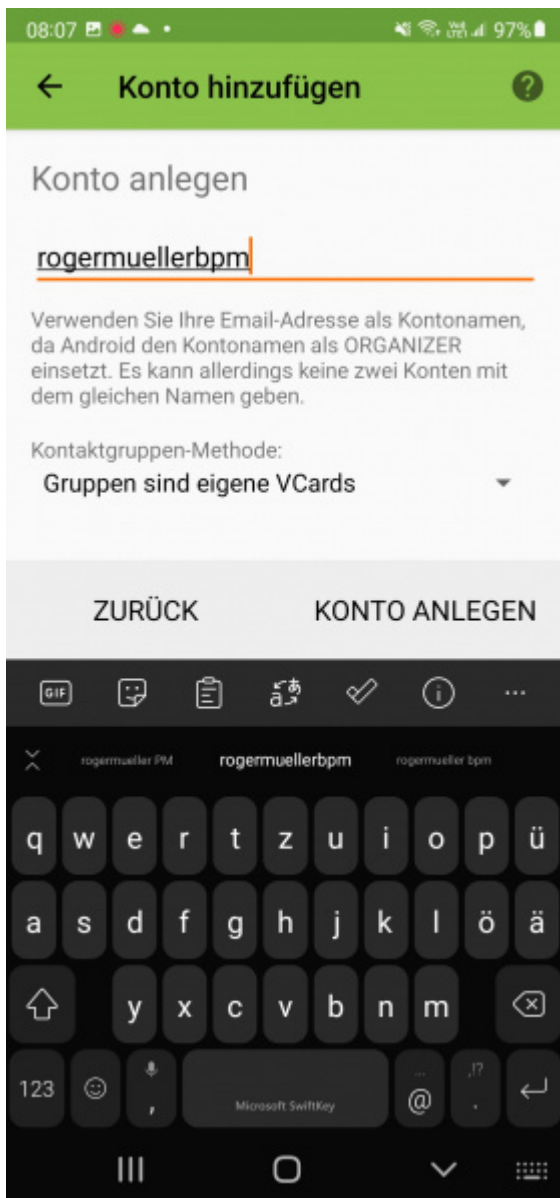 08:07 97%
Konto hinzufügen
Konto anlegen
rogermuellerbpm
Verwenden Sie Ihre Email-Adresse als Kontonamen,
da Android den Kontonamen als ORGANIZER
einsetzt. Es kann allerdings keine zwei Konten mit
dem gleichen Namen geben.
Kontaktgruppen-Methode:
Gruppen sind eigene VCards
ZURÜCK KONTO ANLEGEN
GIF
rogermueller PM rogermuellerbpm rogermueller bpm
q w e r t z u i o p ü
a s d f g h j k l ö ä
y x c v b n m
123 , Microsoft SwiftKey @ . ,!?